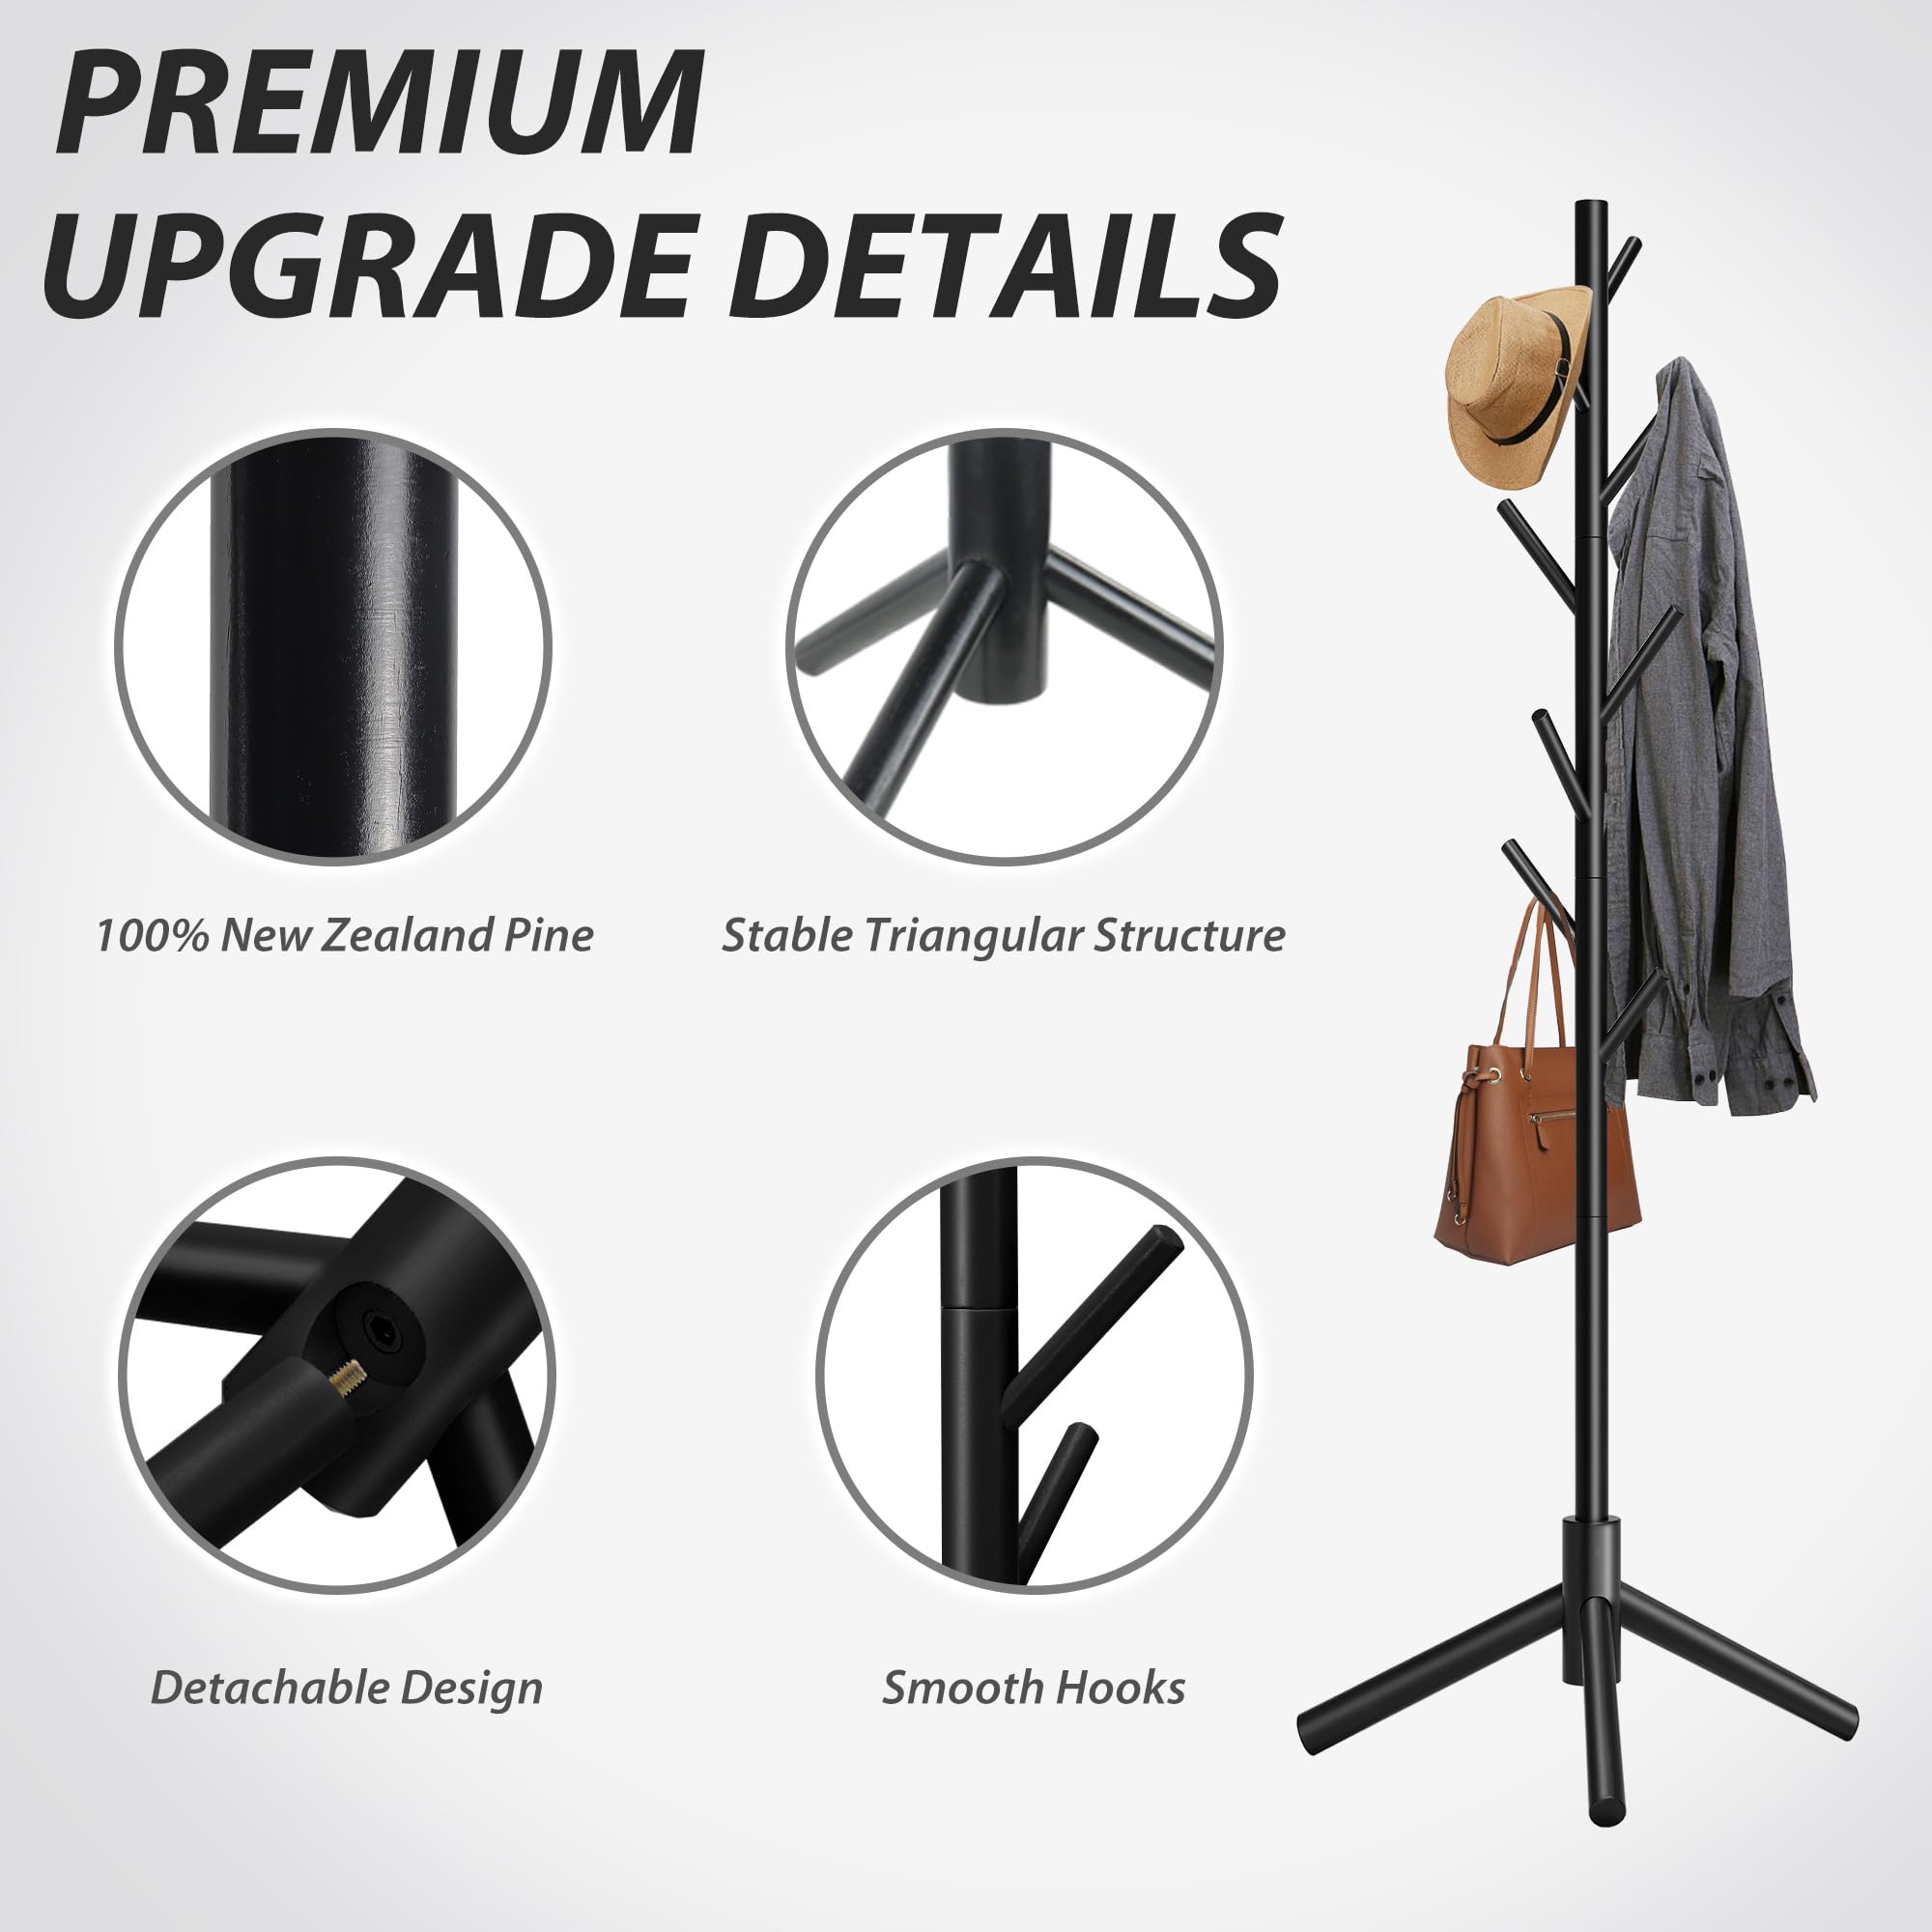 PREMIUM
UPGRADE DETAILS
100% New Zealand Pine
Stable Triangular Structure
Detachable Design
Smooth Hooks